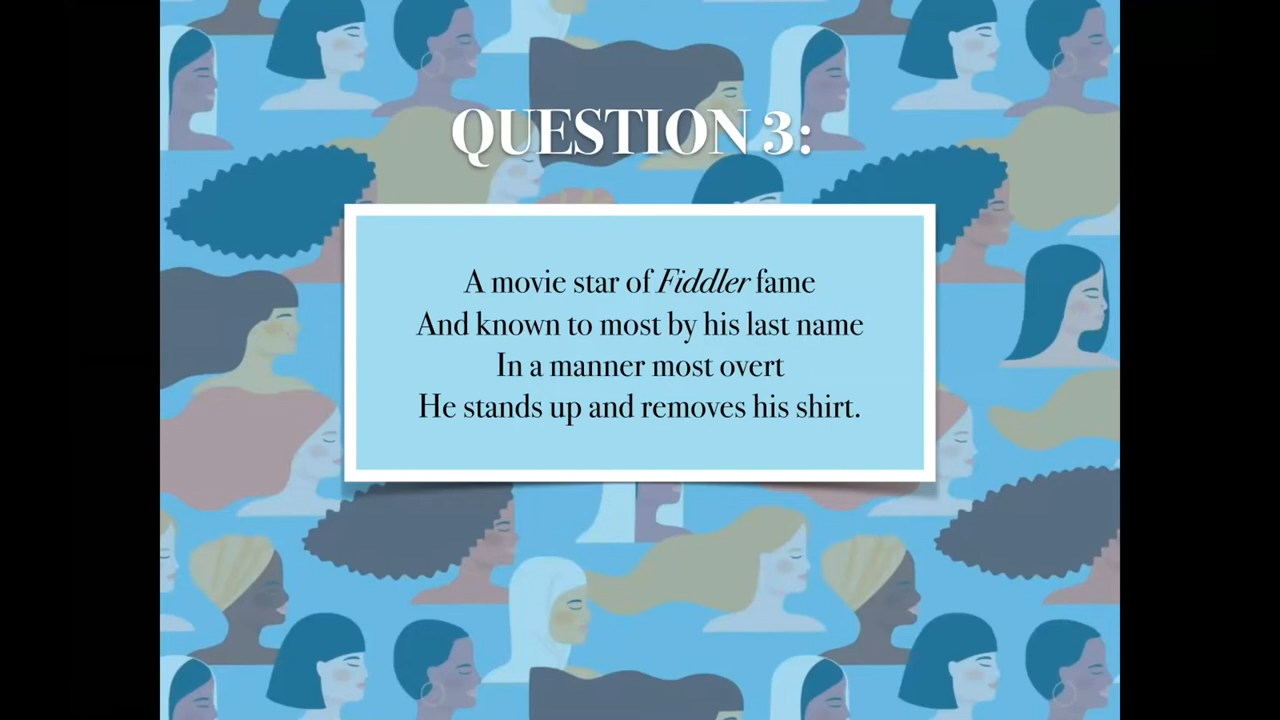 QUESTION 3:
A movie star of Fiddler fame
And known to most by his last name
In a manner most overt
He stands up and removes his shirt.